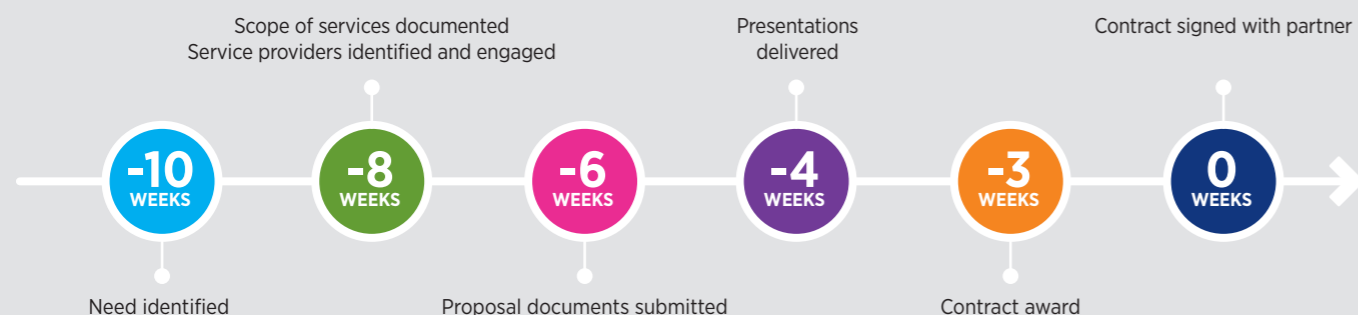 Scope of services documented
Service providers identified and engaged
Presentations
delivered
Contract signed with partner
-10
WEEKS
-8
WEEKS
-6
WEEKS
-4
WEEKS
-3
WEEKS
0
WEEKS
Need identified
Proposal documents submitted
Contract award